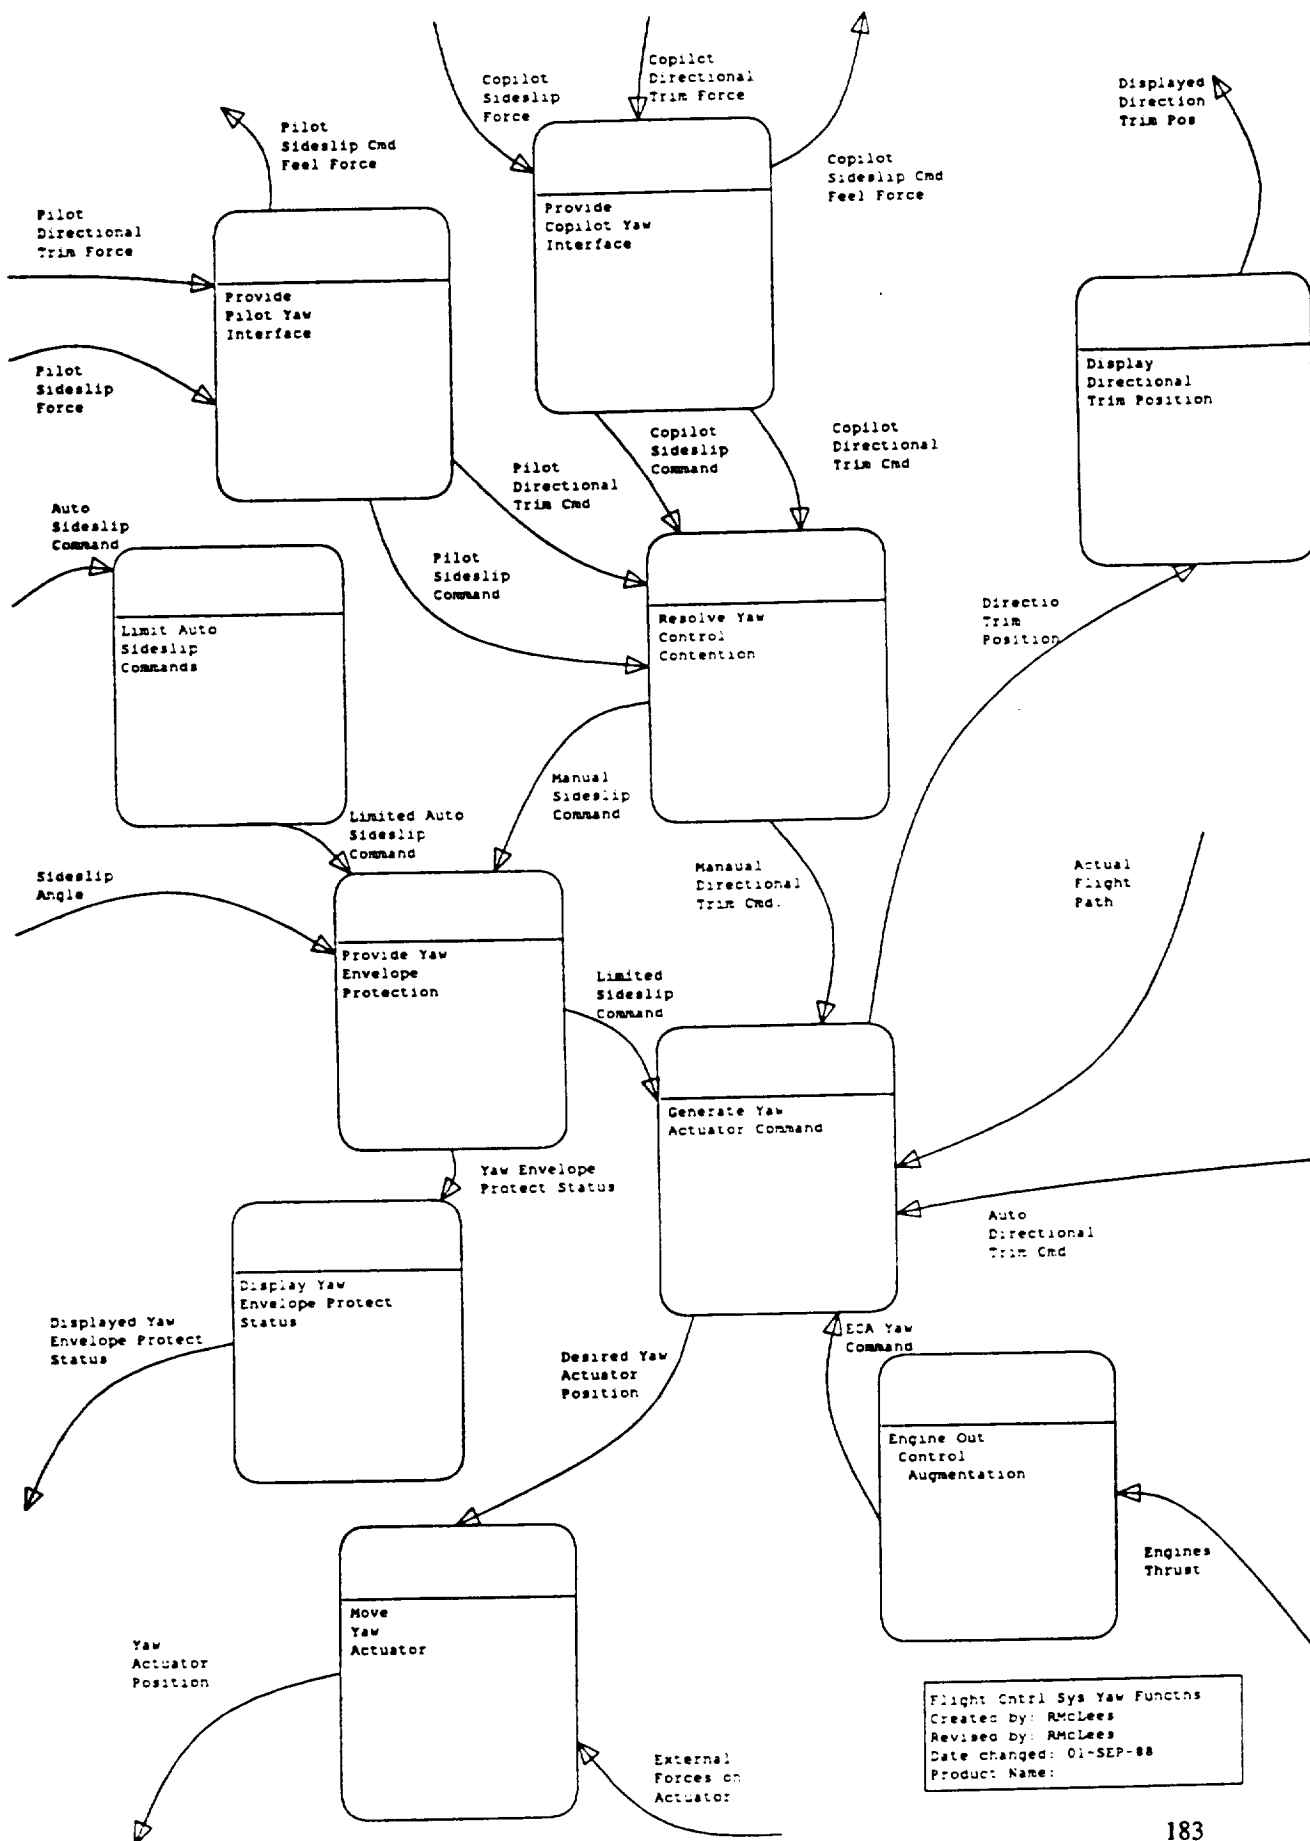 Copilot
Sideslip
Force
Copilct
Directional
Trim Force
Displayed
Direction
Trim Pos
Pilot
Sideslip Cmd
Feel Force
Copilot
Sideslip Cmd
Feel Force
Pilot
Directional
Trim Force
Provide
Copilot Yaw
Interface
Provide
Pilot Yaw
Interface
Pilot
Sideslip
Force
Display
Directional
Trim Position
Copilot
Sideslip
Command
Copilot
Directional
Trim Cmd
Pilot
Directional
Trim Cmd
Auto
Sideslip
Command
Pilot
Sideslip
Command
Directio
Trim
Position
Limit Auto
Sideslip
Commands
Resolve Yaw
Control
Contention
Manual
Sideslip
Command
Limited Auto
Sideslip
Command
Sideslip
Angle
Manaual
Directional
Trim Cmd.
Actual
Flight
Path
Provide Yaw
Envelope
Protection
Limited
Sideslip
Command
Generate Yaw
Actuator Command
Yaw Envelope
Protect Status
Auto
Directional
Trim Cmd
Display Yaw
Envelope Protect
Status
Displayed Yaw
Envelope Protect
Status
Desired Yaw
Actuator
Position
ECA Yaw
Command
Engine Out
Control
Augmentation
Engines
Thrust
Move
Yaw
Actuator
Yaw
Actuator
Position
External
Forces on
Actuator
Flight Cntrl Sys Yaw Functns
Created by: RMcLees
Revised by: RMcLees
Date changed: 01-SEP-88
Product Name:
183